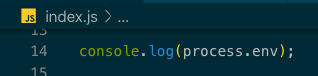 JS index.js > ...
13
14 console.log(process.env);
15